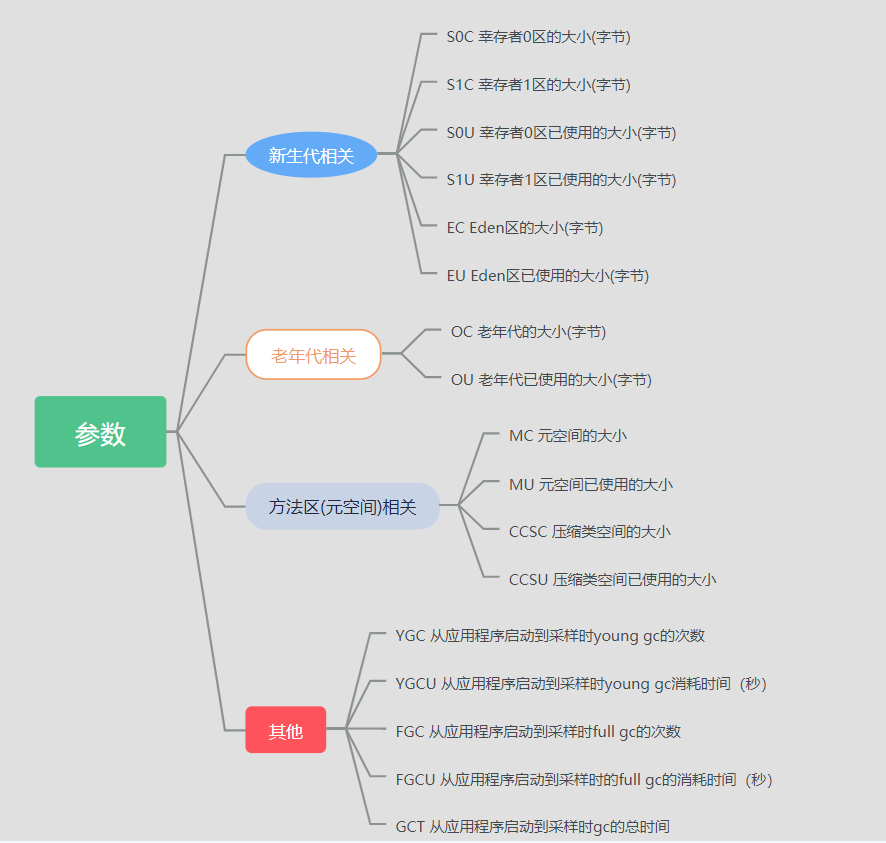 参数
新生代相关
S0C 幸存者0区的大小(字节)
S1C 幸存者1区的大小(字节)
S0U 幸存者0区已使用的大小(字节)
S1U 幸存者1区已使用的大小(字节)
EC Eden区的大小(字节)
EU Eden区已使用的大小(字节)
老年代相关
OC 老年代的大小(字节)
OU 老年代已使用的大小(字节)
方法区(元空间)相关
MC 元空间的大小
MU 元空间已使用的大小
CCSC 压缩类空间的大小
CCSU 压缩类空间已使用的大小
其他
YGC 从应用程序启动到采样时young gc的次数
YGCU 从应用程序启动到采样时young gc消耗时间（秒）
FGC 从应用程序启动到采样时full gc的次数
FGCU 从应用程序启动到采样时的full gc的消耗时间（秒）
GCT 从应用程序启动到采样时gc的总时间